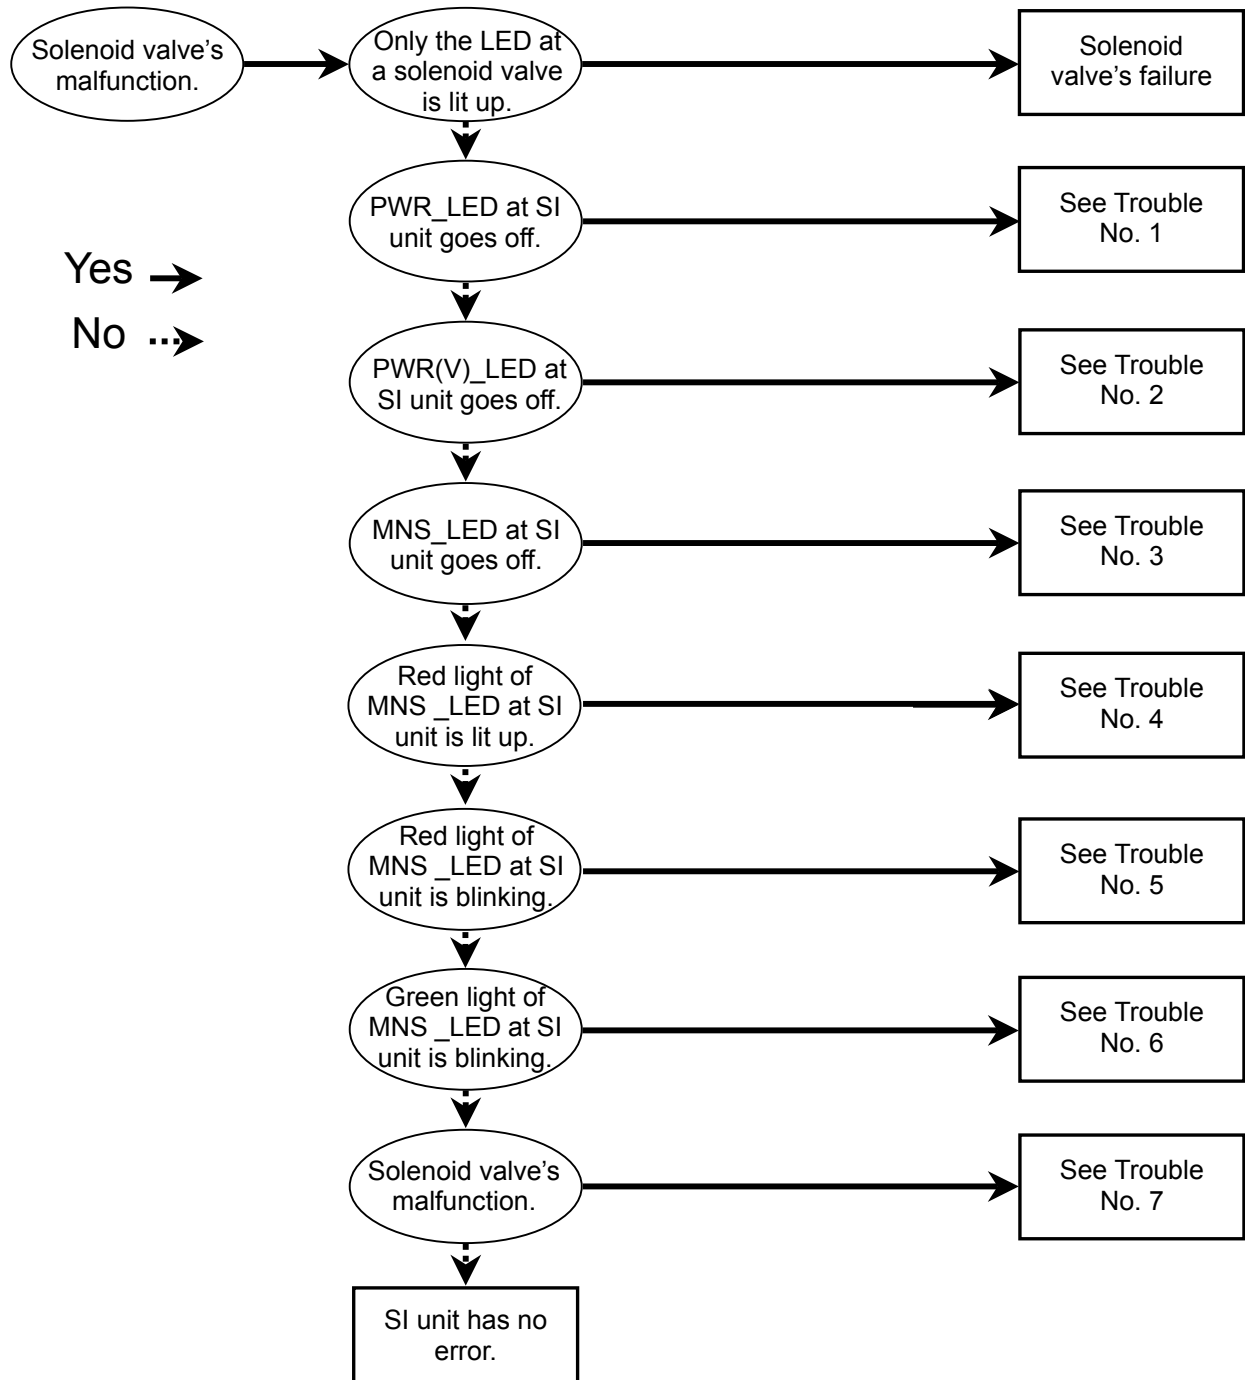 Solenoid valve's
malfunction.
Only the LED at
a solenoid valve
is lit up.
Solenoid
valve's failure
PWR_LED at SI
unit goes off.
See Trouble
No. 1
Yes
No
PWR(V)_LED at
SI unit goes off.
See Trouble
No. 2
MNS_LED at SI
unit goes off.
See Trouble
No. 3
Red light of
MNS _LED at SI
unit is lit up.
See Trouble
No. 4
Red light of
MNS _LED at SI
unit is blinking.
See Trouble
No. 5
Green light of
MNS _LED at SI
unit is blinking.
See Trouble
No. 6
Solenoid valve's
malfunction.
See Trouble
No. 7
SI unit has no
error.